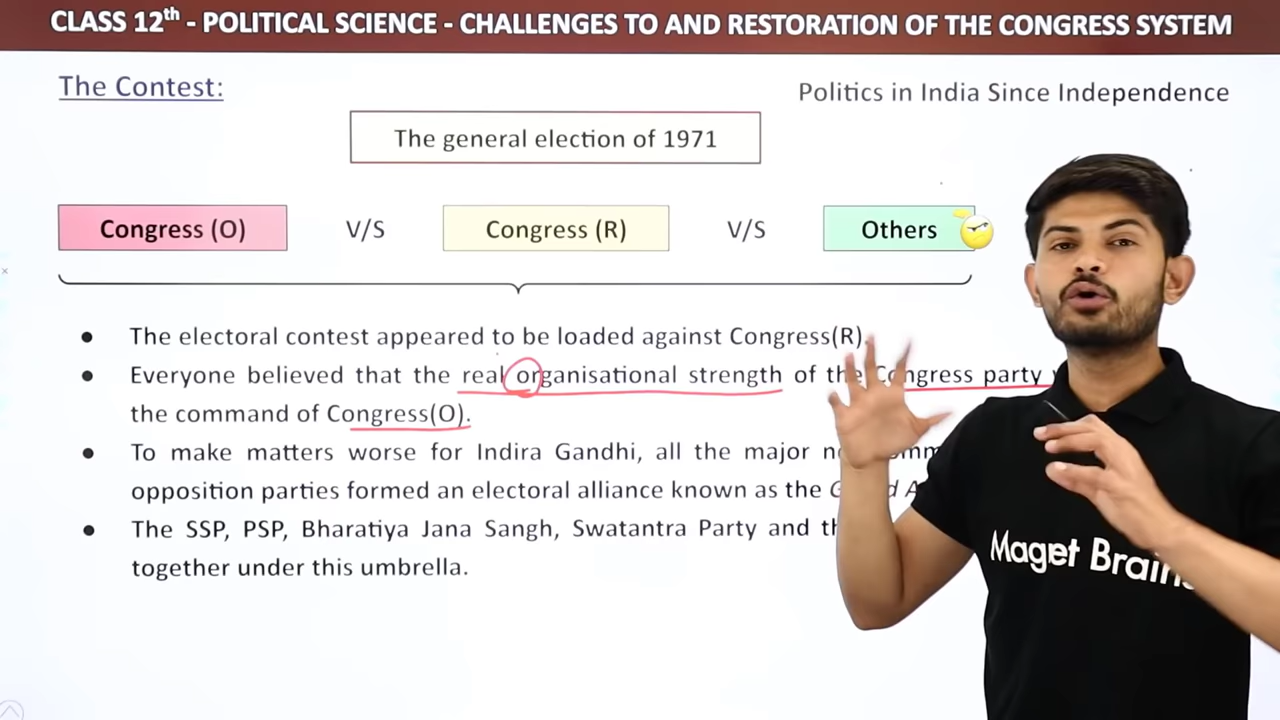 CLASS 12th - POLITICAL SCIENCE - CHALLENGES TO AND RESTORATION OF THE CONGRESS SYSTEM
The Contest:
Politics in India Since Independence
The general election of 1971
Congress (O) V/S Congress (R) V/S Others
• The electoral contest appeared to be loaded against Congress(R).
• Everyone believed that the real organisational strength of the Congress party
the command of Congress(O).
• To make matters worse for Indira Gandhi, all the major
opposition parties formed an electoral alliance known as the
• The SSP, PSP, Bharatiya Jana Sangh, Swatantra Party and
together under this umbrella.
Maget Brains